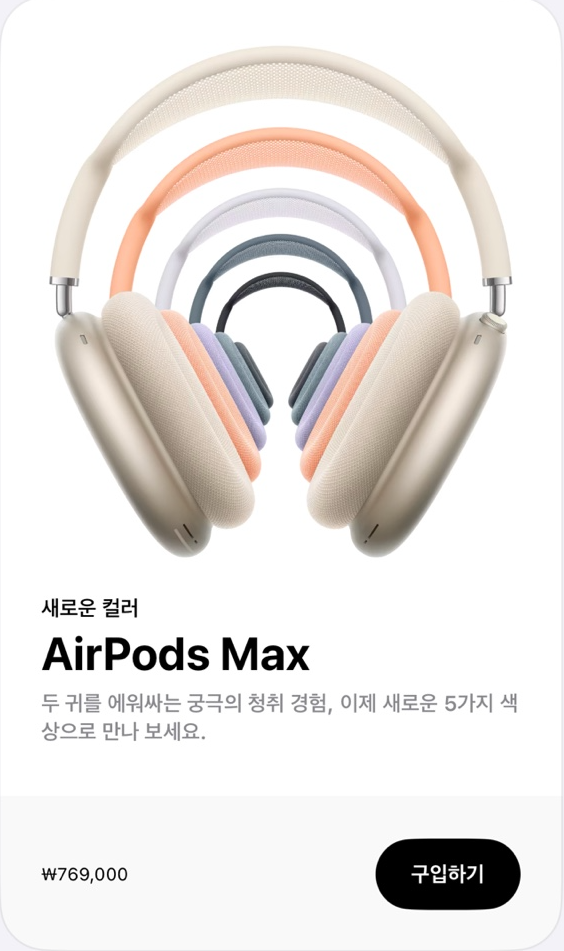 새로운 컬러
AirPods Max
두 귀를 에워싸는 궁극의 청취 경험, 이제 새로운 5가지 색
상으로 만나 보세요.
₩769,000
구입하기